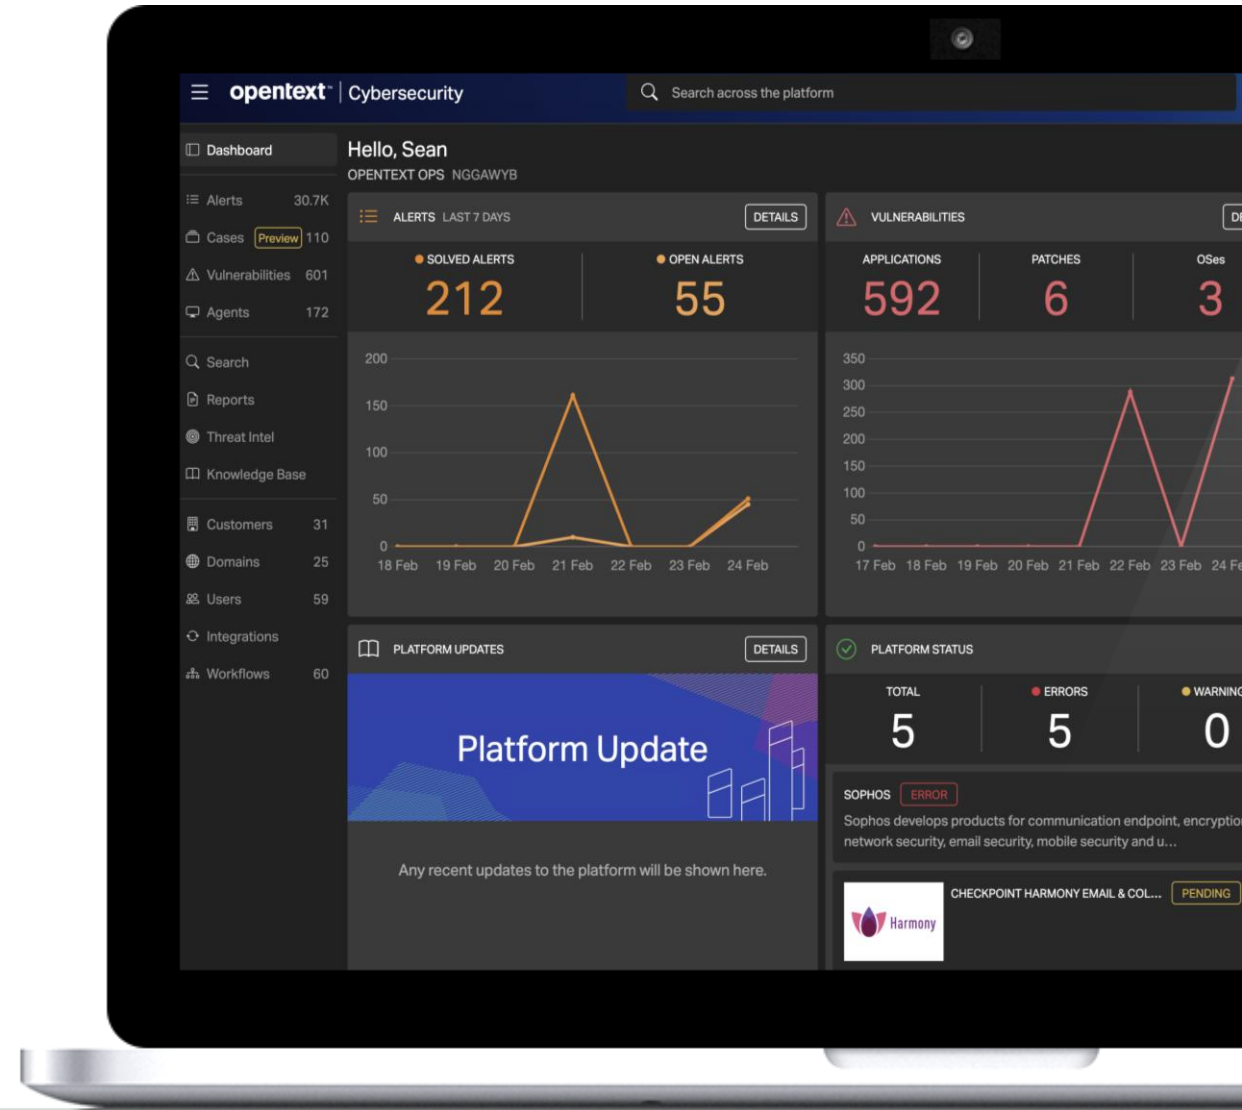 opentext™ | Cybersecurity
Search across the platform
Dashboard
Alerts 30.7K
Cases Preview 110
Vulnerabilities 601
Agents 172
Search
Reports
Threat Intel
Knowledge Base
Customers 31
Domains 25
Users 59
Integrations
Workflows 60
Hello, Sean
OPENTEXT OPS NGGAWYB
ALERTS LAST 7 DAYS DETAILS
SOLVED ALERTS OPEN ALERTS
212 55
200
150
100
50
0
18 Feb 19 Feb 20 Feb 21 Feb 22 Feb 23 Feb 24 Feb
VULNERABILITIES DE
APPLICATIONS PATCHES OSes
592 6 3
350
300
250
200
150
100
50
0
17 Feb 18 Feb 19 Feb 20 Feb 21 Feb 22 Feb 23 Feb 24 Fe
PLATFORM UPDATES DETAILS
Platform Update
Any recent updates to the platform will be shown here.
PLATFORM STATUS
TOTAL ERRORS WARNING
5 5 0
SOPHOS ERROR
Sophos develops products for communication endpoint, encryption
network security, email security, mobile security and u...
Harmony
CHECKPOINT HARMONY EMAIL & COL... PENDING